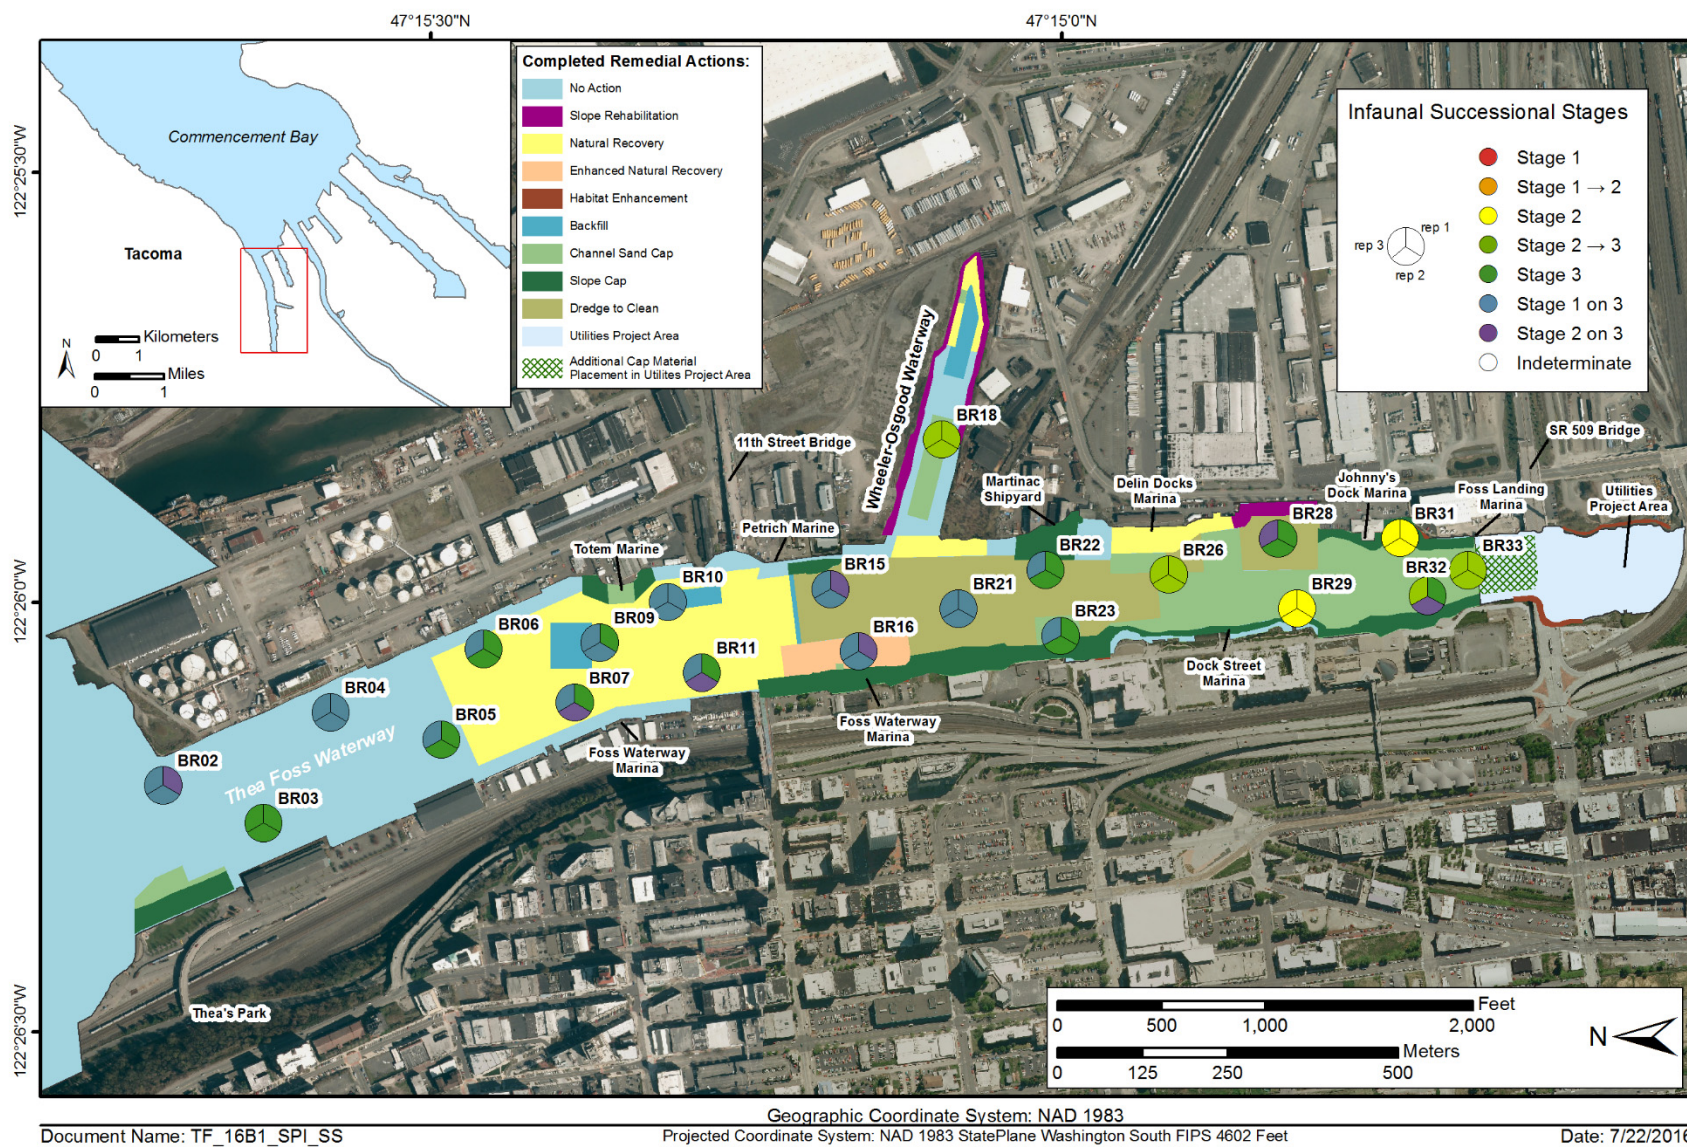 47°15'30"N
47°15'0"N
122°25'30"W
122°26'0"W
122°26'30"W
Commencement Bay
Tacoma
N
Kilometers
0 1
Miles
0 1
Completed Remedial Actions:
No Action
Slope Rehabilitation
Natural Recovery
Enhanced Natural Recovery
Habitat Enhancement
Backfill
Channel Sand Cap
Slope Cap
Dredge to Clean
Utilities Project Area
Additional Cap Material
Placement in Utilites Project Area
Infaunal Successional Stages
rep 1
rep 2
rep 3
Stage 1
Stage 1 → 2
Stage 2
Stage 2 → 3
Stage 3
Stage 1 on 3
Stage 2 on 3
Indeterminate
Wheeler-Osgood Waterway
BR18
11th Street Bridge
Petrich Marine
Totem Marine
Martinac
Shipyard
Delin Docks
Marina
Johnny's
Dock Marina
SR 509 Bridge
Foss Landing
Marina
Utilities
Project Area
BR28
BR31
BR33
BR22
BR26
BR32
BR29
BR15
BR21
BR23
BR16
BR10
BR09
BR11
BR06
BR07
BR04
BR05
BR02
BR03
Thea Foss Waterway
Foss Waterway
Marina
Foss Waterway
Marina
Dock Street
Marina
Thea's Park
Feet
0 500 1,000 2,000
Meters
0 125 250 500
N
Geographic Coordinate System: NAD 1983
Document Name: TF_16B1_SPI_SS
Projected Coordinate System: NAD 1983 StatePlane Washington South FIPS 4602 Feet
Date: 7/22/2016